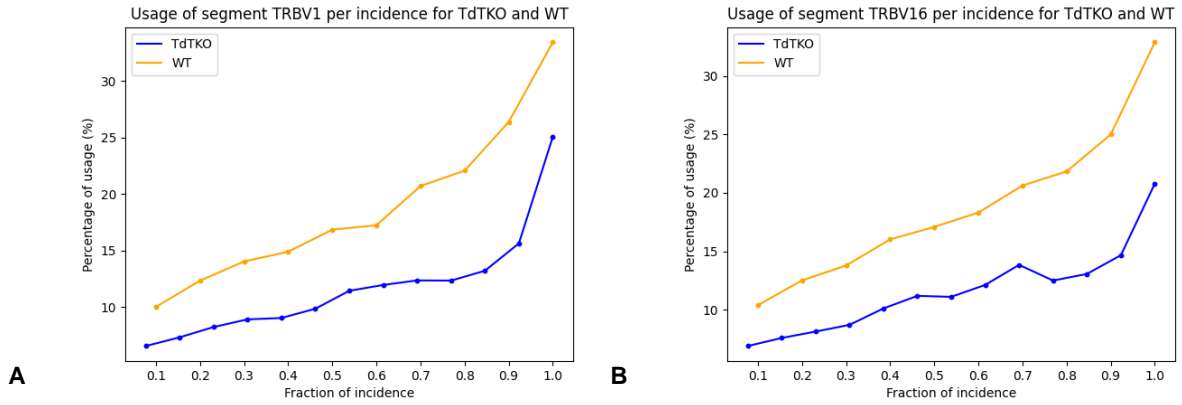 Usage of segment TRBV1 per incidence for TdTKO and WT
TdTKO
WT
Percentage of usage (%)
30
25
20
15
10
0.1 0.2 0.3 0.4 0.5 0.6 0.7 0.8 0.9 1.0
Fraction of incidence
A
Usage of segment TRBV16 per incidence for TdTKO and WT
TdTKO
WT
Percentage of usage (%)
30
25
20
15
10
0.1 0.2 0.3 0.4 0.5 0.6 0.7 0.8 0.9 1.0
Fraction of incidence
B